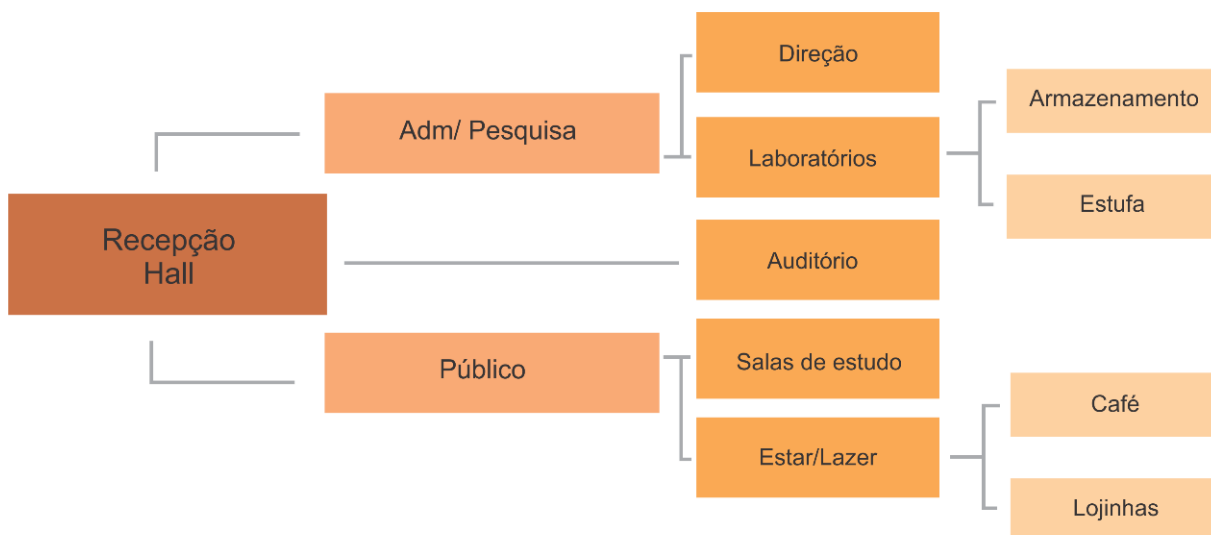 Recepção
Hall
Adm/ Pesquisa
Direção
Laboratórios
Armazenamento
Estufa
Auditório
Público
Salas de estudo
Estar/Lazer
Café
Lojinhas